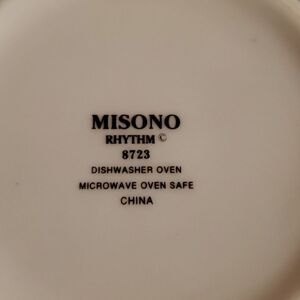 MISONO
RHYTHM ©
8723
DISHWASHER OVEN
MICROWAVE OVEN SAFE
CHINA